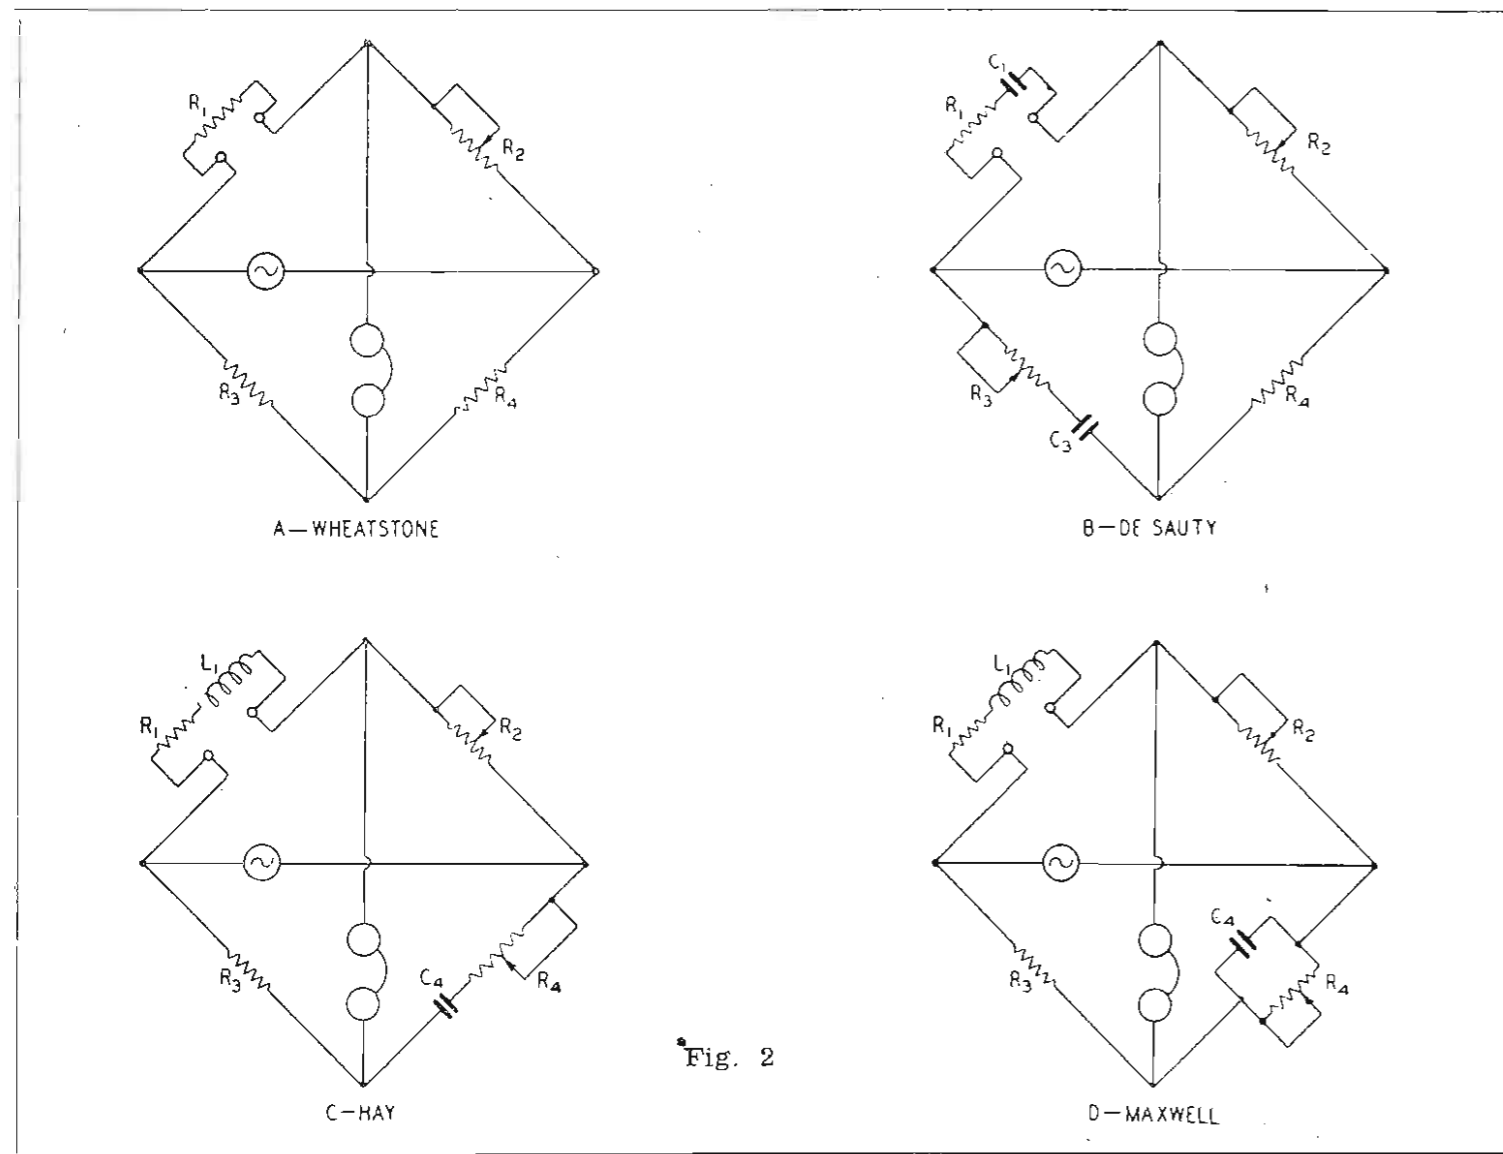 R1
R2
R3
R4
A—WHEATSTONE
C1
R1
R2
R3
C3
R4
B—DE SAUTY
L1
R1
R2
R3
C4
R4
C—HAY
L1
R1
R2
R3
C4
R4
D—MAXWELL
Fig. 2